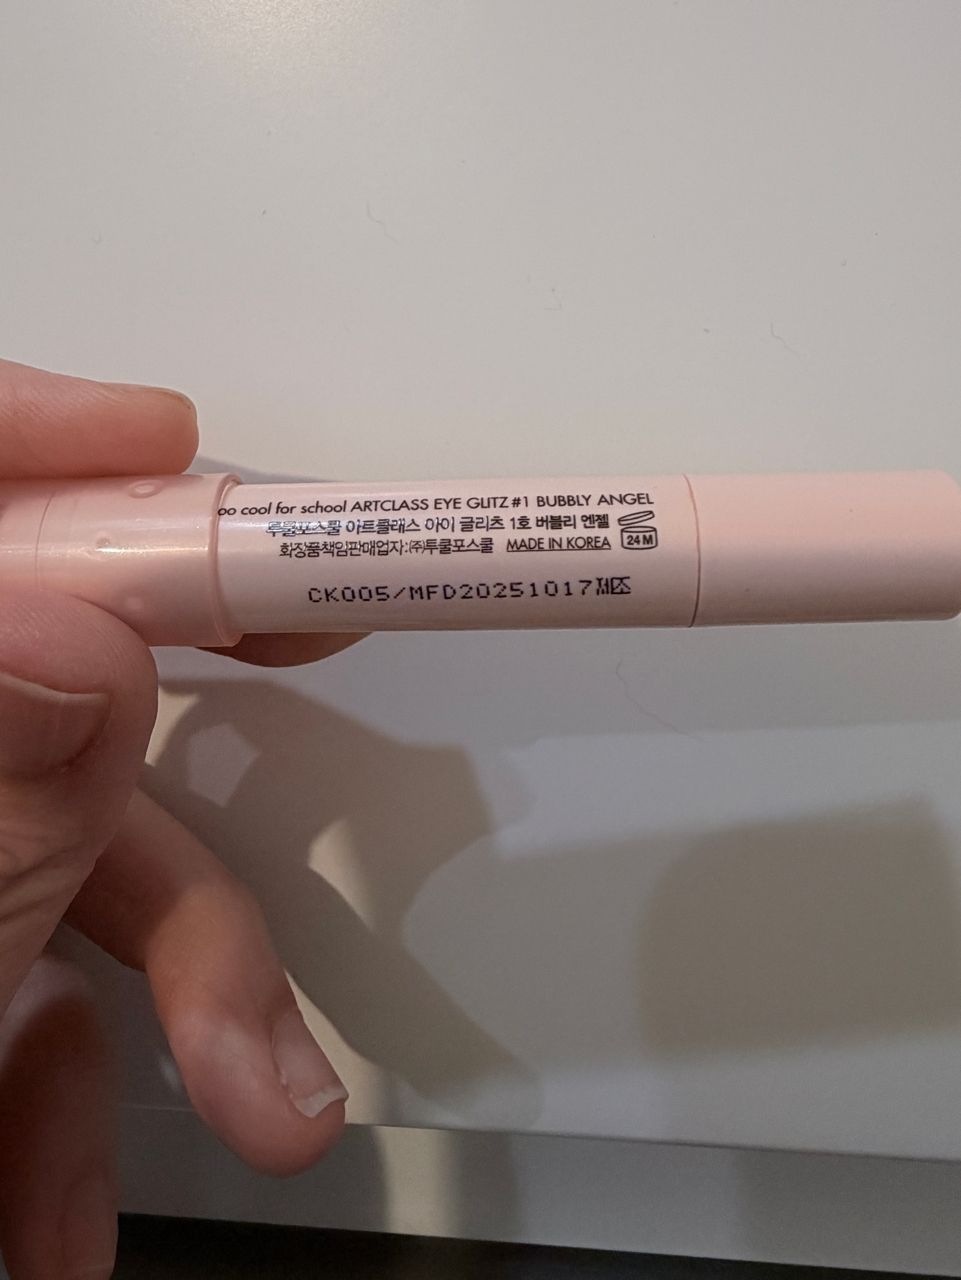 oo cool for school ARTCLASS EYE GLITZ #1 BUBBLY ANGEL
투쿨포스쿨 아트클래스 아이 글리츠 1호 버블리 엔젤
화장품책임판매업자:㈜투쿨포스쿨 MADE IN KOREA 24M
CK005/MFD20251017제조